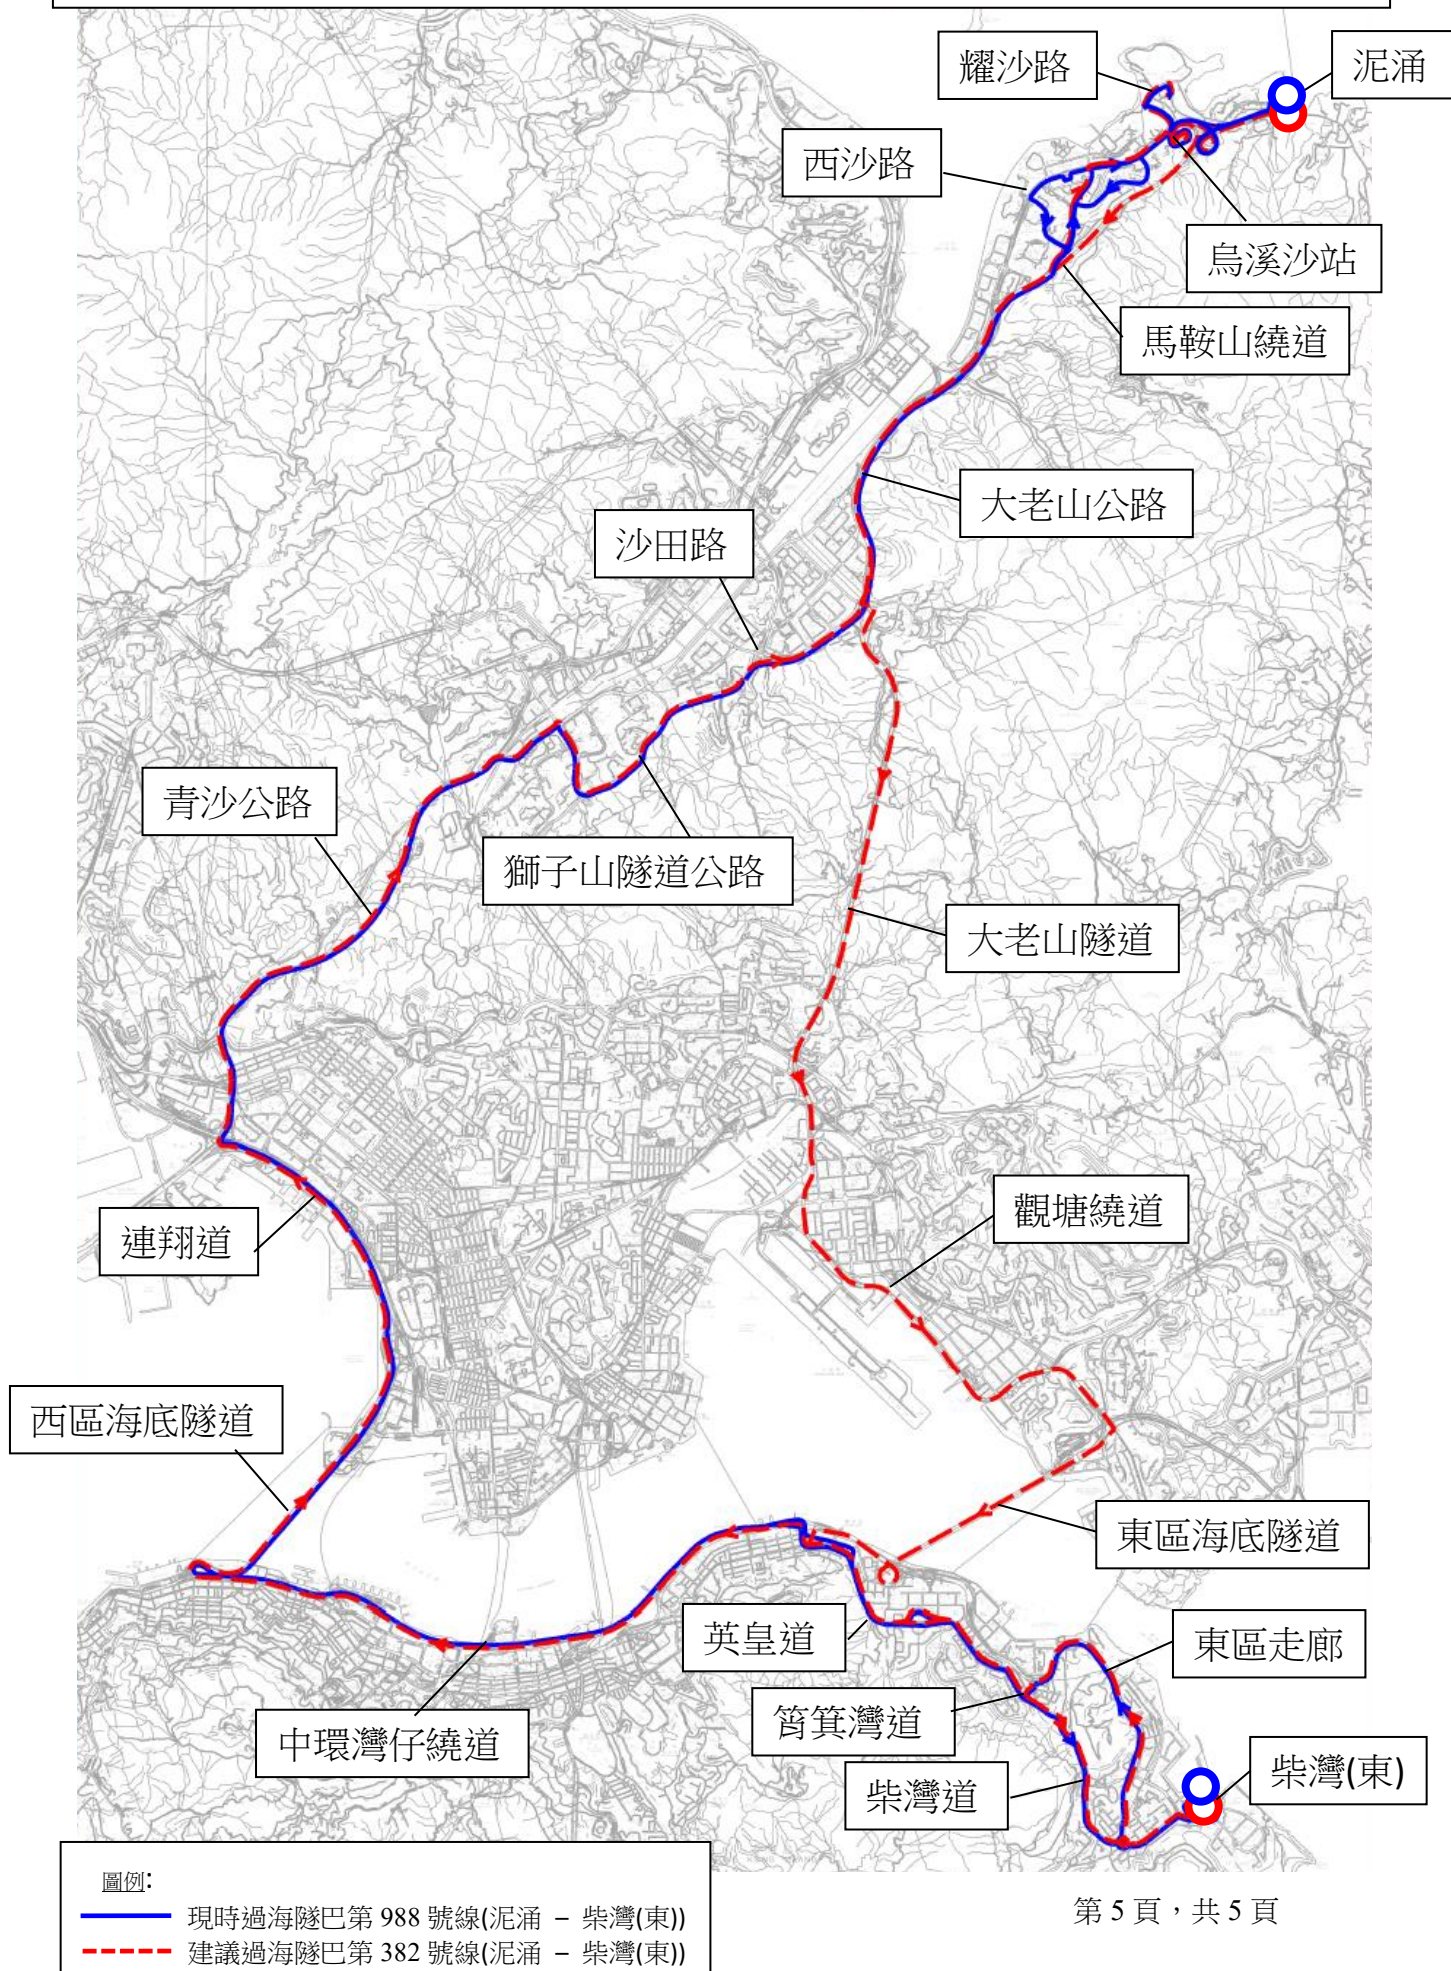 耀沙路
泥涌
西沙路
烏溪沙站
馬鞍山繞道
大老山公路
沙田路
青沙公路
獅子山隧道公路
大老山隧道
連翔道
觀塘繞道
西區海底隧道
東區海底隧道
英皇道
東區走廊
筲箕灣道
中環灣仔繞道
柴灣(東)
柴灣道
圖例:
現時過海隧巴第 988 號線(泥涌 – 柴灣(東))
建議過海隧巴第 382 號線(泥涌 – 柴灣(東))
第 5 頁，共 5 頁